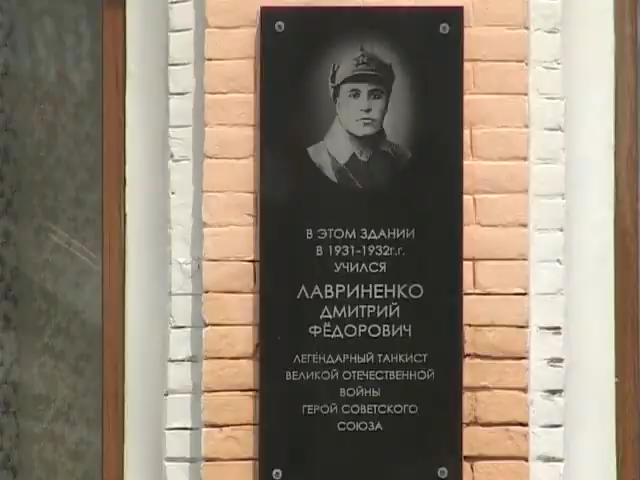 В ЭТОМ ЗДАНИИ
В 1931-1932г.г.
УЧИЛСЯ
ЛАВРИНЕНКО
ДМИТРИЙ
ФЁДОРОВИЧ
ЛЕГЕНДАРНЫЙ ТАНКИСТ
ВЕЛИКОЙ ОТЕЧЕСТВЕННОЙ
ВОЙНЫ
ГЕРОЙ СОВЕТСКОГО
СОЮЗА